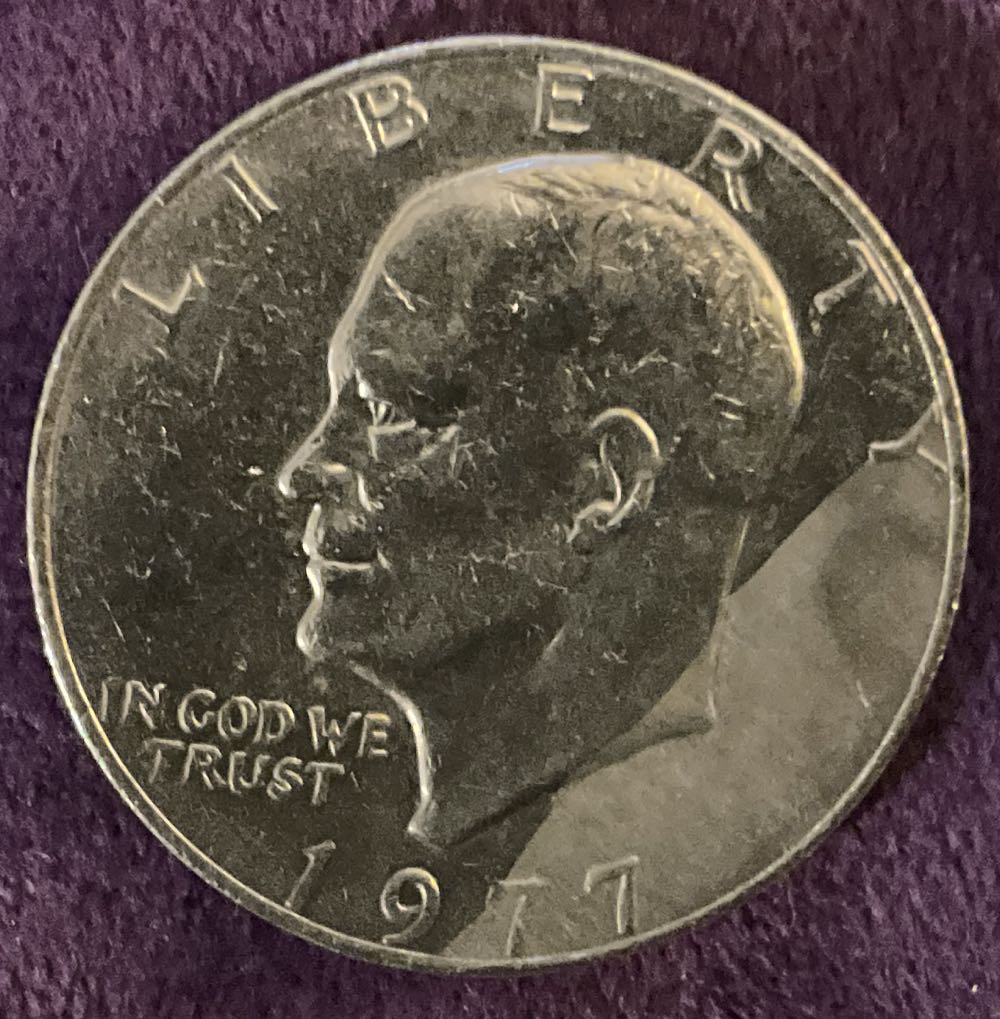 LIBERTY
IN GOD WE
TRUST
1977